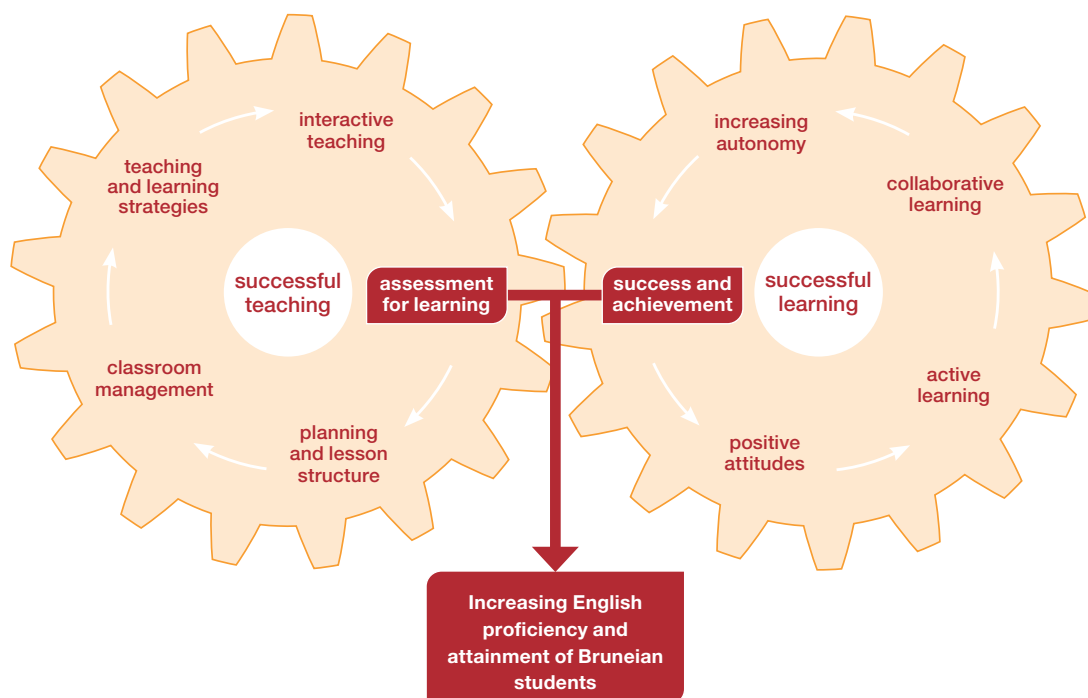 interactive
teaching
teaching
and learning
strategies
successful
teaching
assessment
for learning
classroom
management
planning
and lesson
structure
increasing
autonomy
collaborative
learning
success and
achievement
successful
learning
active
learning
positive
attitudes
Increasing English
proficiency and
attainment of Bruneian
students